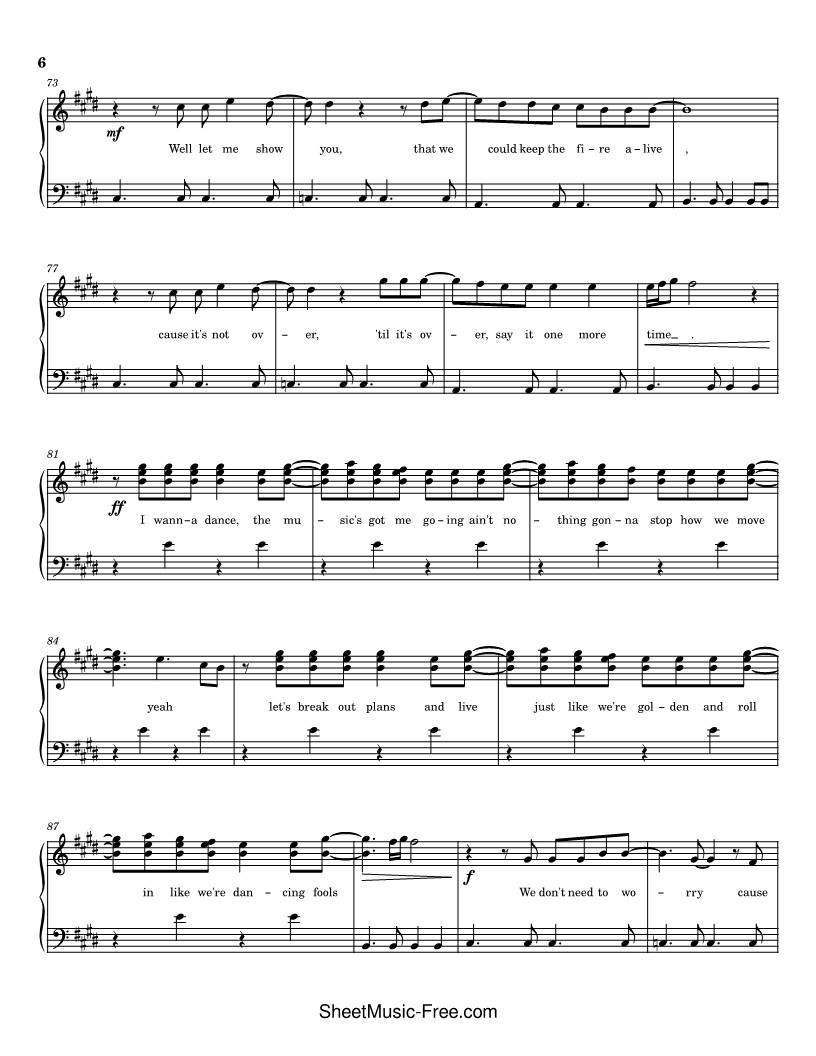 6
73
mf
Well let me show you, that we could keep the fi – re a – live ,
77
cause it's not ov – er, 'til it's ov – er, say it one more time_ .
81
ff
I wann – a dance, the mu – sic's got me go – ing ain't no – thing gon – na stop how we move
84
yeah let's break out plans and live just like we're gol – den and roll
87
f
in like we're dan – cing fools We don't need to wo – rry cause
SheetMusic-Free.com